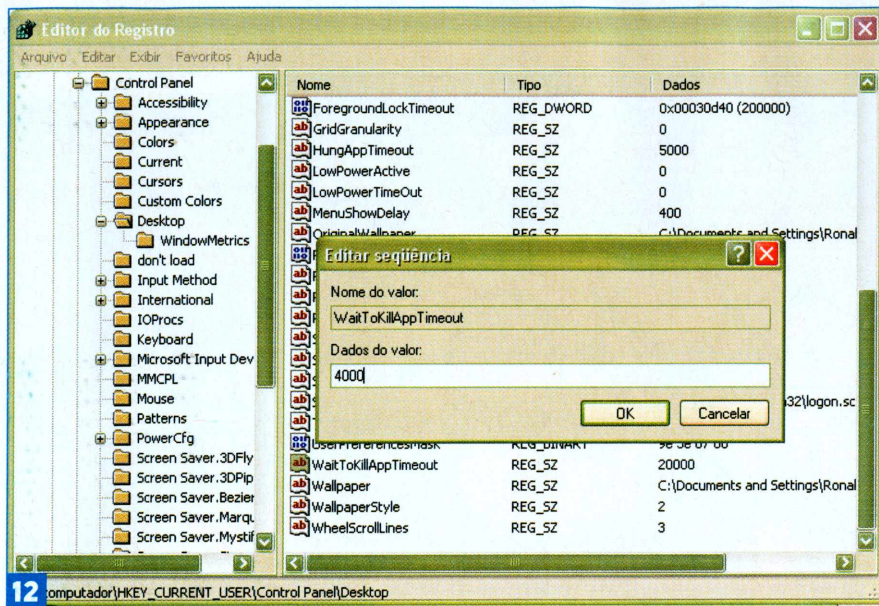 Editor do Registro
Arquivo Editar Exibir Favoritos Ajuda
Control Panel
Accessibility
Appearance
Colors
Current
Cursors
Custom Colors
Desktop
WindowMetrics
don't load
Input Method
International
IOProcs
Keyboard
Microsoft Input Dev
MMCPL
Mouse
Patterns
PowerCfg
Screen Saver.3DFly
Screen Saver.3DPip
Screen Saver.Bezier
Screen Saver.Marqu
Screen Saver.Mystif
Nome Tipo Dados
ForegroundLockTimeout REG_DWORD 0x00030d40 (200000)
GridGranularity REG_SZ 0
HungAppTimeout REG_SZ 5000
LowPowerActive REG_SZ 0
LowPowerTimeOut REG_SZ 0
MenuShowDelay REG_SZ 400
OriginalWallpaper REG_SZ C:\Documents and Settings\Ronal
Editar seqüência
Nome do valor:
WaitToKillAppTimeout
Dados do valor:
4000
OK Cancelar
32\logon.sc
UserPreferencesMask REG_BINARY
WaitToKillAppTimeout REG_SZ 20000
Wallpaper REG_SZ C:\Documents and Settings\Ronal
WallpaperStyle REG_SZ 2
WheelScrollLines REG_SZ 3
12 omputador\HKEY_CURRENT_USER\Control Panel\Desktop